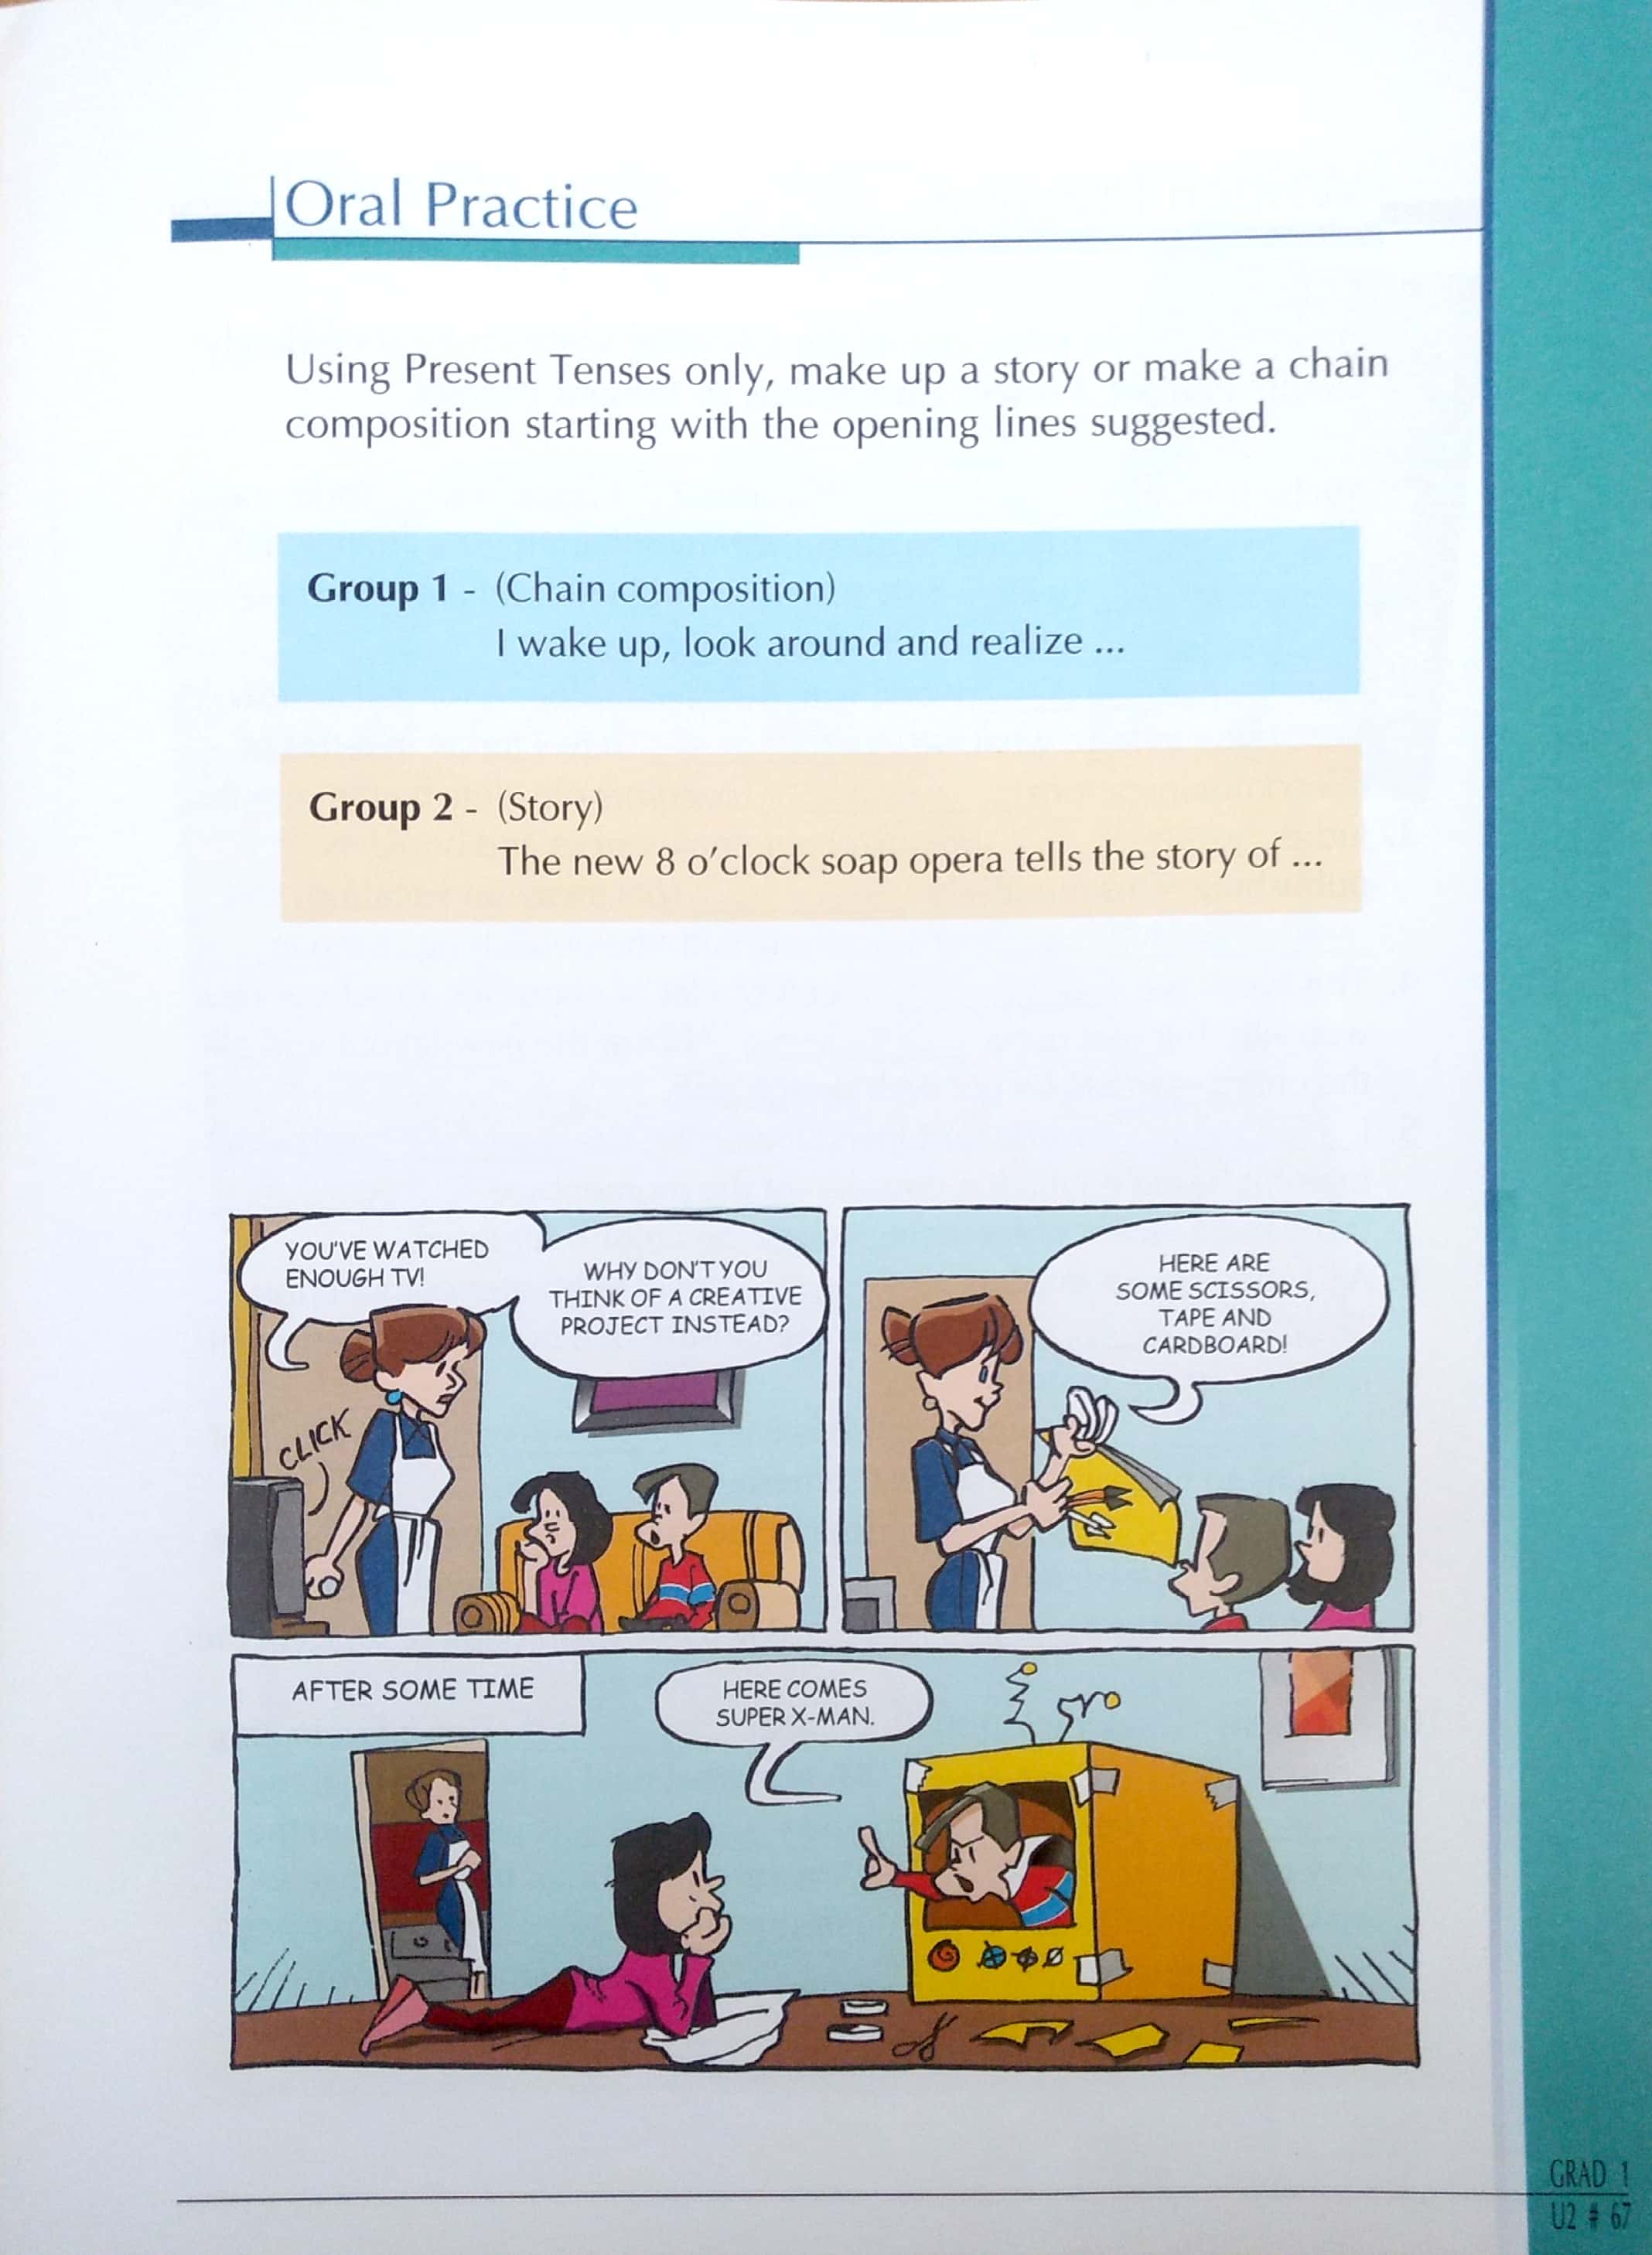 Oral Practice
Using Present Tenses only, make up a story or make a chain
composition starting with the opening lines suggested.
Group 1 - (Chain composition)
I wake up, look around and realize ...
Group 2 - (Story)
The new 8 o'clock soap opera tells the story of ...
YOU'VE WATCHED
ENOUGH TV!
WHY DON'T YOU
THINK OF A CREATIVE
PROJECT INSTEAD?
CLICK
HERE ARE
SOME SCISSORS,
TAPE AND
CARDBOARD!
AFTER SOME TIME
HERE COMES
SUPER X-MAN.
GRAD 1
U2 # 67